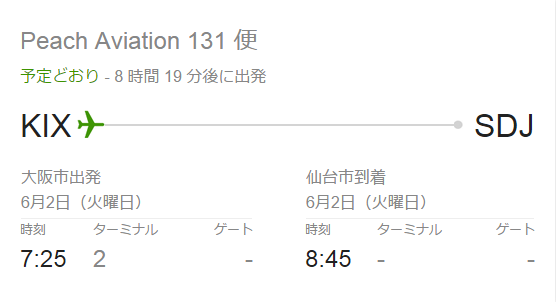 Peach Aviation 131 便
予定どおり - 8 時間 19 分後に出発
KIX SDJ
大阪市出発 仙台市到着
6月2日（火曜日） 6月2日（火曜日）
時刻 ターミナル ゲート 時刻 ターミナル ゲート
7:25 2 - 8:45 - -